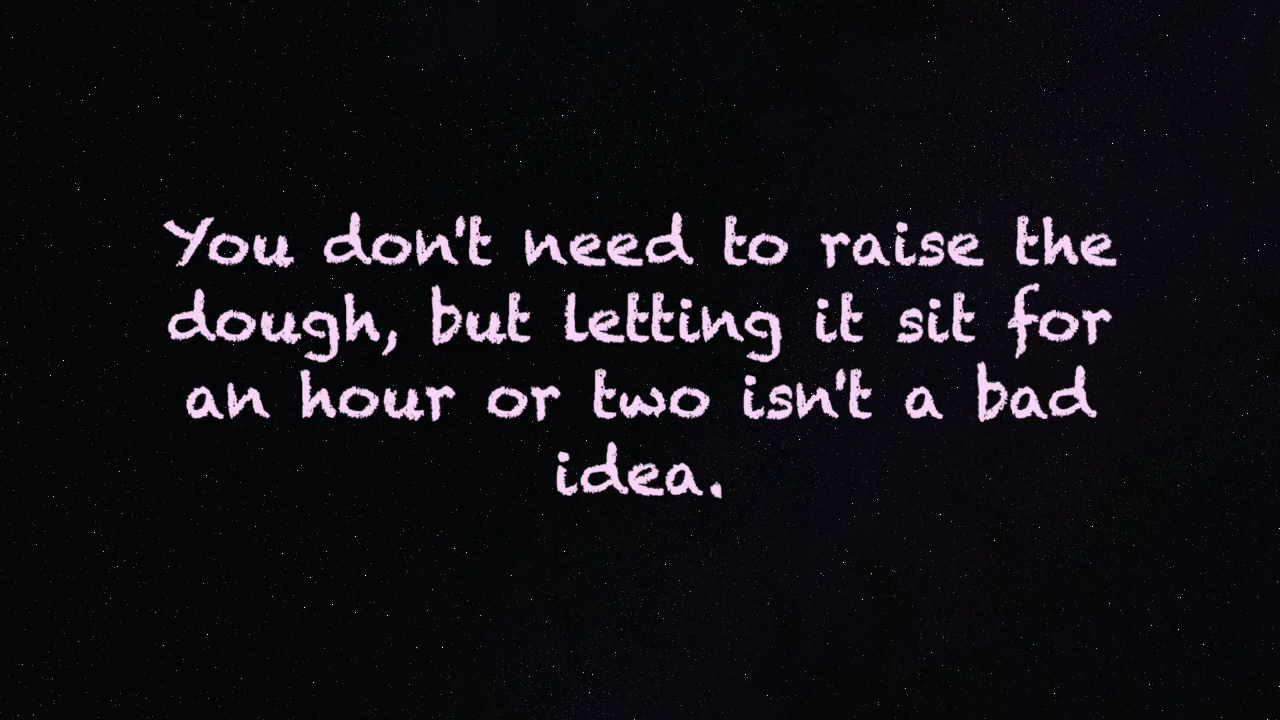 You don't need to raise the
dough, but letting it sit for
an hour or two isn't a bad
idea.